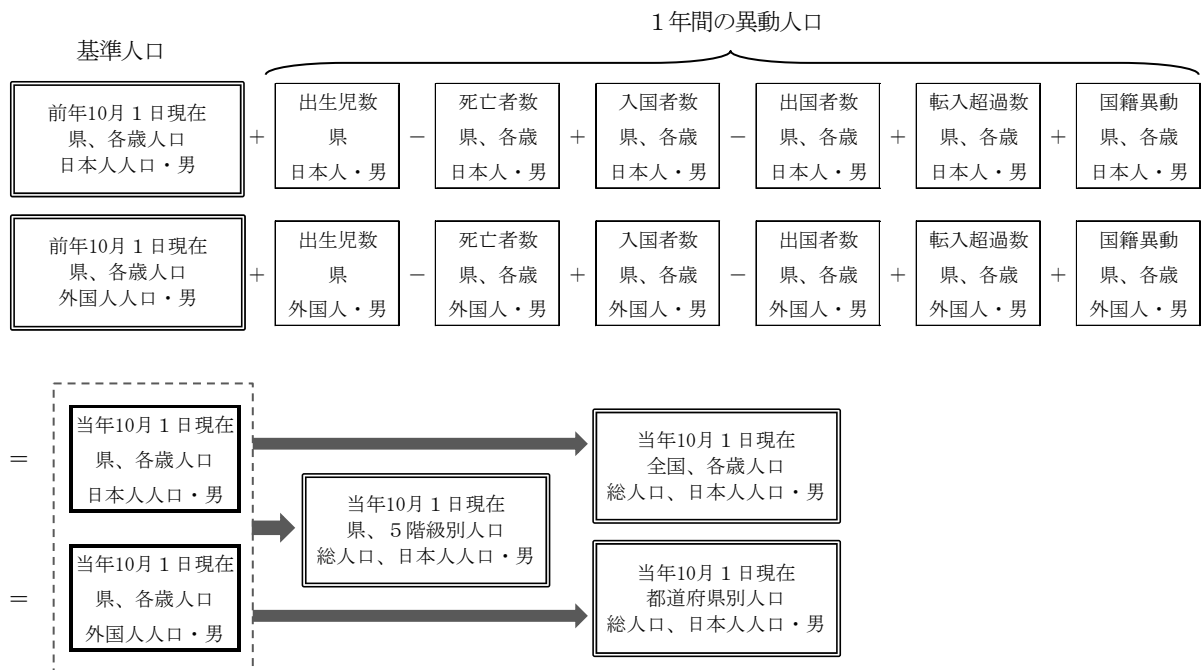 １年間の異動人口
基準人口
前年10月１日現在
県、各歳人口
日本人人口・男
＋
出生児数
県
日本人・男
－
死亡者数
県、各歳
日本人・男
＋
入国者数
県、各歳
日本人・男
－
出国者数
県、各歳
日本人・男
＋
転入超過数
県、各歳
日本人・男
＋
国籍異動
県、各歳
日本人・男
前年10月１日現在
県、各歳人口
外国人人口・男
＋
出生児数
県
外国人・男
－
死亡者数
県、各歳
外国人・男
＋
入国者数
県、各歳
外国人・男
－
出国者数
県、各歳
外国人・男
＋
転入超過数
県、各歳
外国人・男
＋
国籍異動
県、各歳
外国人・男
＝
当年10月１日現在
県、各歳人口
日本人人口・男
当年10月１日現在
全国、各歳人口
総人口、日本人人口・男
当年10月１日現在
県、５階級別人口
総人口、日本人人口・男
＝
当年10月１日現在
県、各歳人口
外国人人口・男
当年10月１日現在
都道府県別人口
総人口、日本人人口・男